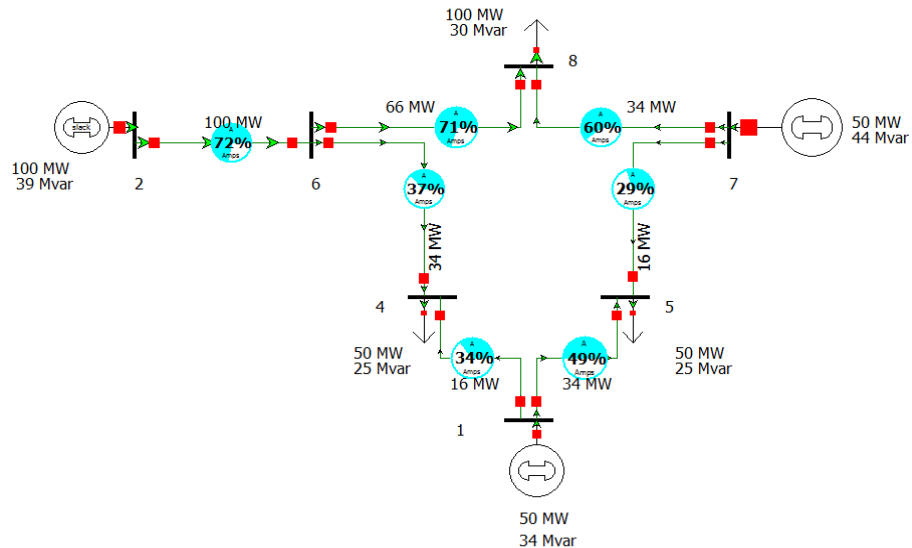 100 MW
30 Mvar
8
66 MW
34 MW
slack
100 MW
A
72%
Amps
A
71%
Amps
A
60%
Amps
50 MW
44 Mvar
100 MW
39 Mvar
2
6
A
37%
Amps
A
29%
Amps
7
34 MW
16 MW
4
5
50 MW
25 Mvar
A
34%
Amps
16 MW
A
49%
Amps
34 MW
50 MW
25 Mvar
1
50 MW
34 Mvar